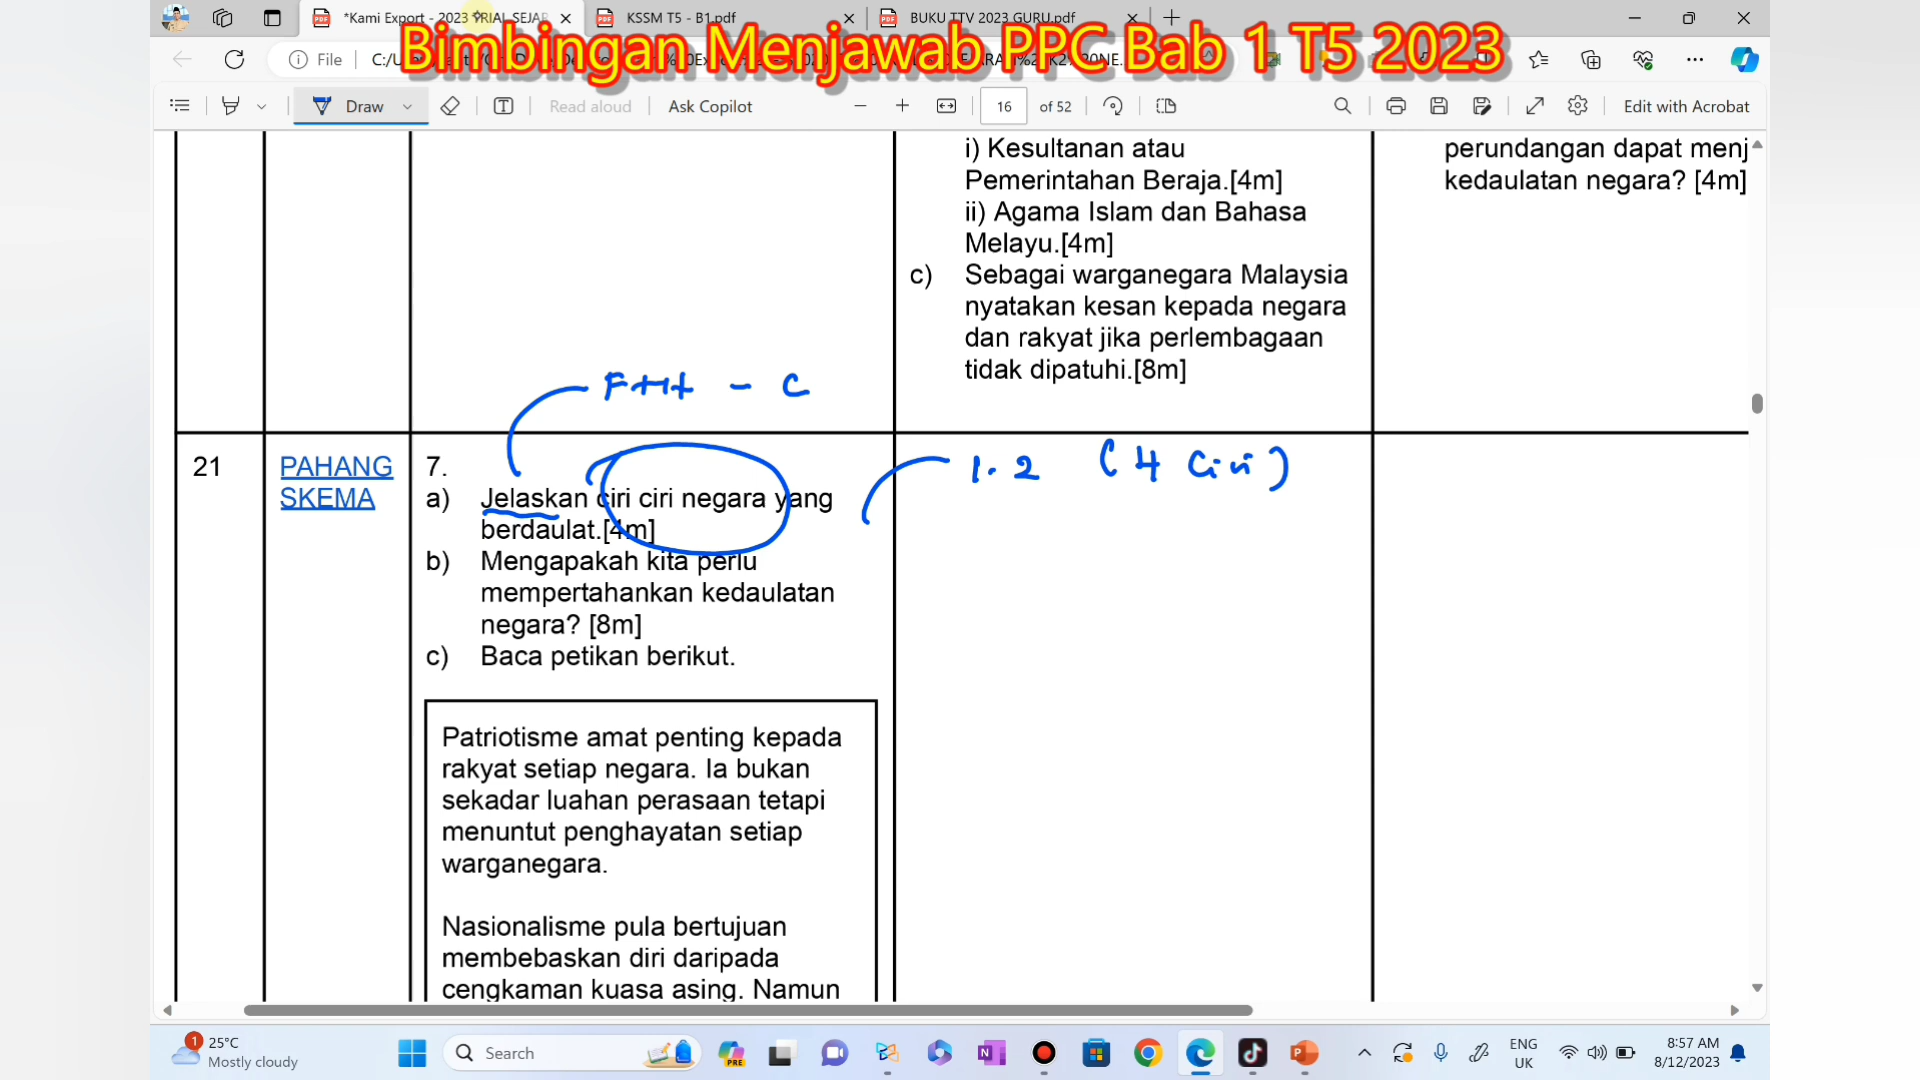 *Kami Export - 2023 TRIAL SEJAR
KSSM T5 - B1.pdf
BUKU TTV 2023 GURU.pdf
File
Bimbingan Menjawab PPC Bab 1 T5 2023
Draw
Read aloud
Ask Copilot
16
of 52
Edit with Acrobat
i) Kesultanan atau
Pemerintahan Beraja.[4m]
ii) Agama Islam dan Bahasa
Melayu.[4m]
c) Sebagai warganegara Malaysia
nyatakan kesan kepada negara
dan rakyat jika perlembagaan
tidak dipatuhi.[8m]
perundangan dapat menj
kedaulatan negara? [4m]
F+H+ - C
21
PAHANG
SKEMA
7.
a) Jelaskan ciri ciri negara yang
berdaulat.[4m]
b) Mengapakah kita perlu
mempertahankan kedaulatan
negara? [8m]
c) Baca petikan berikut.
1.2 (4 ciri)
Patriotisme amat penting kepada
rakyat setiap negara. Ia bukan
sekadar luahan perasaan tetapi
menuntut penghayatan setiap
warganegara.
Nasionalisme pula bertujuan
membebaskan diri daripada
cengkaman kuasa asing. Namun
1
25°C
Mostly cloudy
Search
PRE
ENG
UK
8:57 AM
8/12/2023